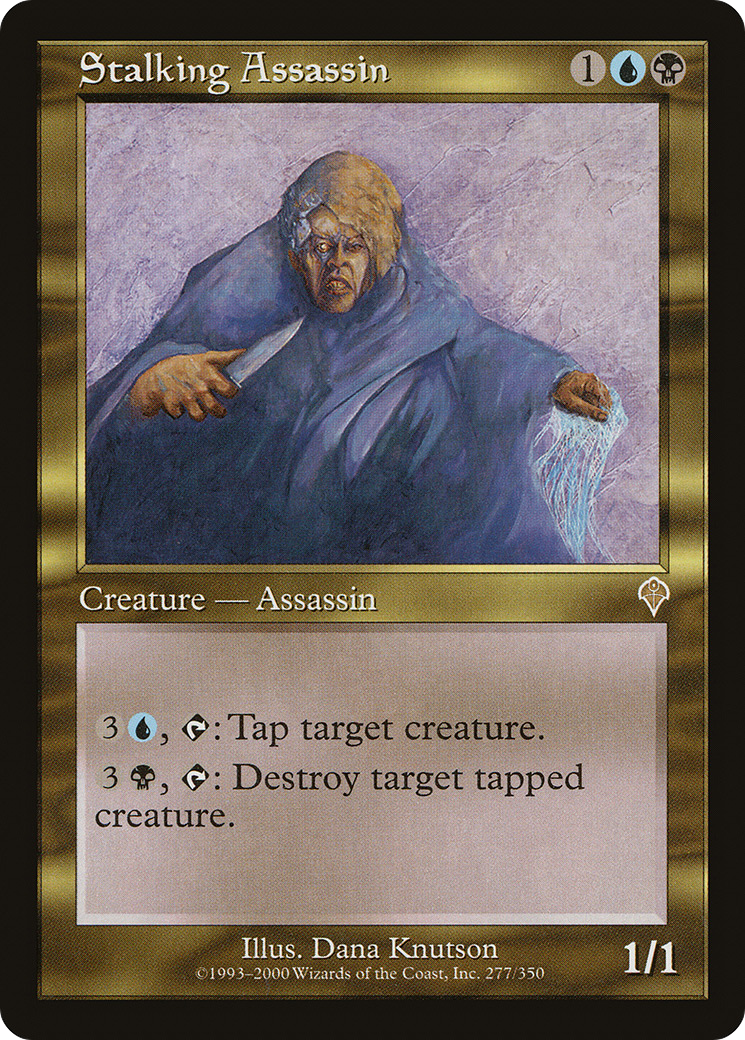 Stalking Assassin 1
Creature — Assassin
3 , : Tap target creature.
3 , : Destroy target tapped
creature.
Illus. Dana Knutson
©1993–2000 Wizards of the Coast, Inc. 277/350
1/1